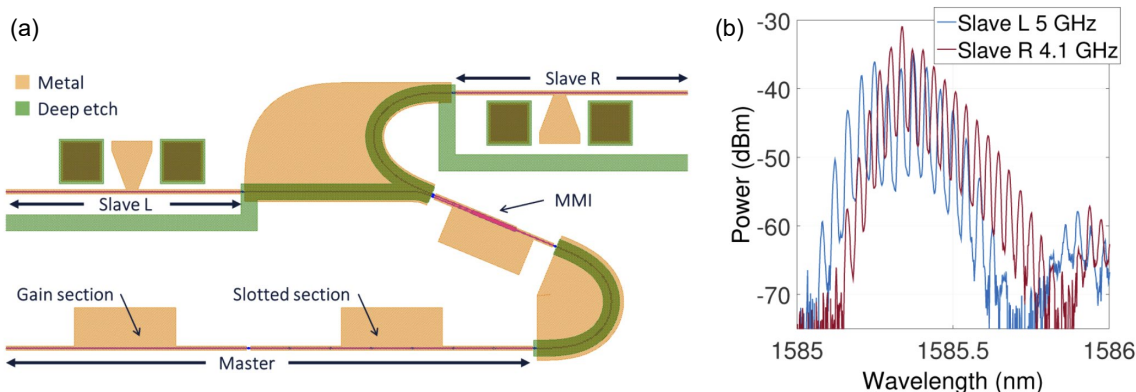 (a)
Metal
Deep etch
Slave R
Slave L
MMI
Gain section
Slotted section
Master
(b)
Slave L 5 GHz
Slave R 4.1 GHz
Power (dBm)
-30
-40
-50
-60
-70
1585
1585.5
1586
Wavelength (nm)